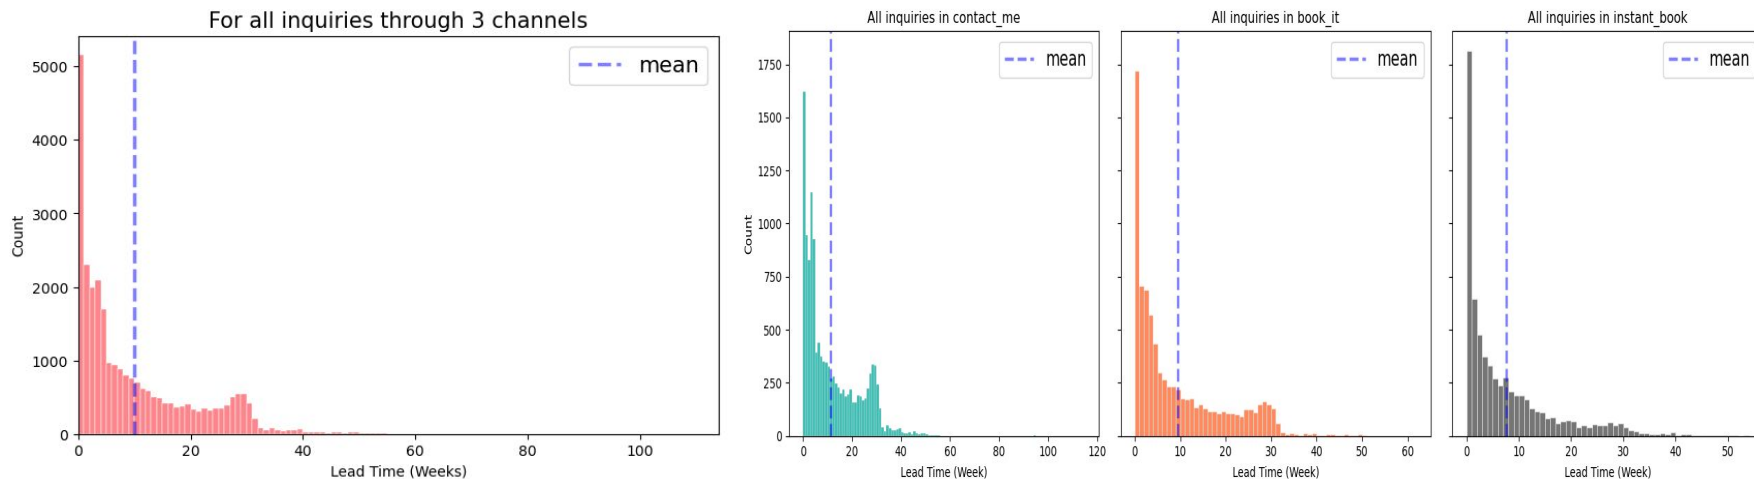 For all inquiries through 3 channels
mean
Count
5000
4000
3000
2000
1000
0
0 20 40 60 80 100
Lead Time (Weeks)
All inquiries in contact_me
mean
Count
1750
1500
1250
1000
750
500
250
0
0 20 40 60 80 100 120
Lead Time (Week)
All inquiries in book_it
mean
0 10 20 30 40 50 60
Lead Time (Week)
All inquiries in instant_book
mean
0 10 20 30 40 50
Lead Time (Week)